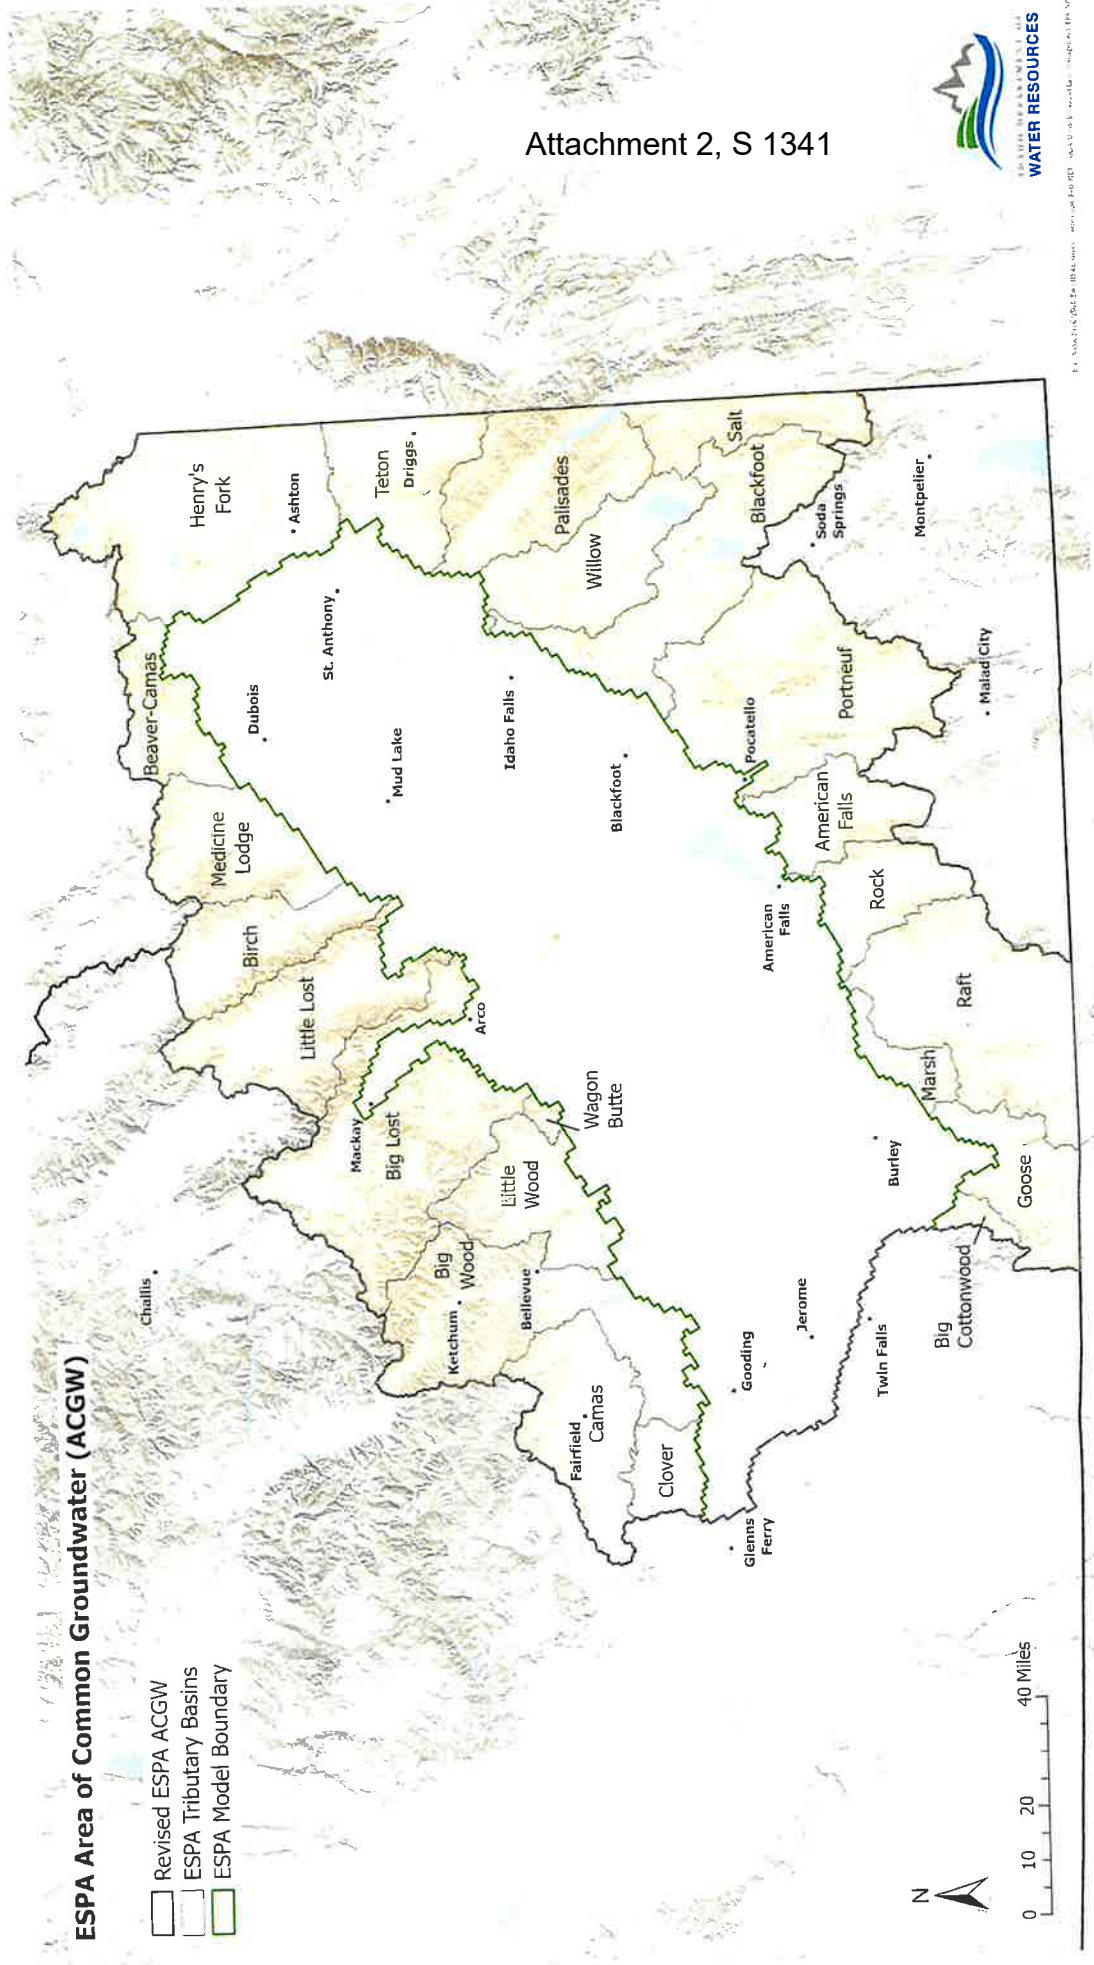 ESPA Area of Common Groundwater (ACGW)
Revised ESPA ACGW
ESPA Tributary Basins
ESPA Model Boundary
Attachment 2, S 1341
WATER RESOURCES
Challis
Henry's
Fork
Ashton
Teton
Driggs
Beaver-Camas
Dubois
St. Anthony
Mud Lake
Medicine
Lodge
Birch
Little Lost
Mackay
Big Lost
Arco
Wagon
Butte
Little
Wood
Big
Wood
Ketchum
Bellevue
Fairfield
Camas
Clover
Gooding
Jerome
Glenns
Ferry
Twin Falls
Big
Cottonwood
Goose
Burley
Marsh
Raft
Rock
American
Falls
American
Falls
Pocatello
Portneuf
Malad City
Blackfoot
Idaho Falls
Willow
Palisades
Salt
Blackfoot
Soda
Springs
Montpelier
N
0 10 20 40 Miles